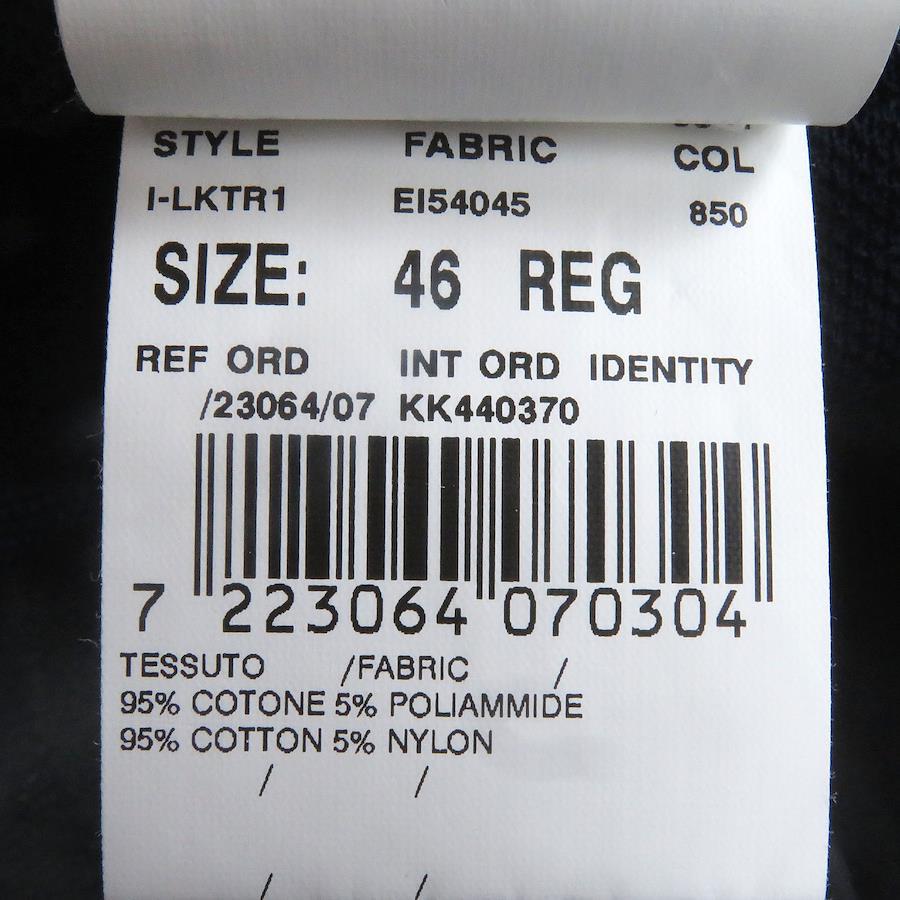 STYLE FABRIC COL
I-LKTR1 EI54045 850
SIZE: 46 REG
REF ORD INT ORD IDENTITY
/23064/07 KK440370
7 223064 070304
TESSUTO /FABRIC /
95% COTONE 5% POLIAMMIDE
95% COTTON 5% NYLON
/ /
/ /